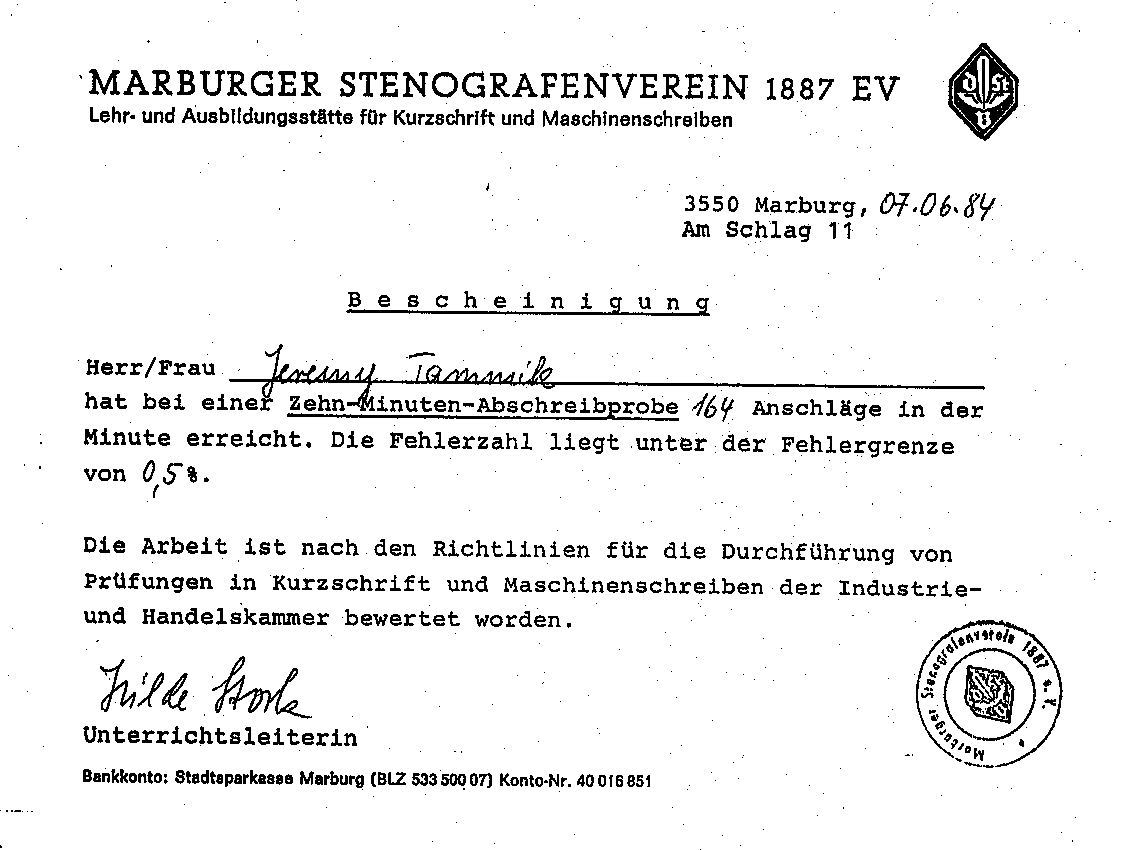 MARBURGER STENOGRAFENVEREIN 1887 EV
Lehr- und Ausbildungsstätte für Kurzschrift und Maschinenschreiben
3550 Marburg, 07.06.84
Am Schlag 11
Bescheinigung
Herr/Frau Jeremy Tammik
hat bei einer Zehn-Minuten-Abschreibprobe 164 Anschläge in der
Minute erreicht. Die Fehlerzahl liegt unter der Fehlergrenze
von 0,5%.
Die Arbeit ist nach den Richtlinien für die Durchführung von
Prüfungen in Kurzschrift und Maschinenschreiben der Industrie-
und Handelskammer bewertet worden.
Marburger Stenografenverein 1887 e. V.
Hilde Stork
Unterrichtsleiterin
Bankkonto: Stadtsparkasse Marburg (BLZ 533 500 07) Konto-Nr. 40 016 851